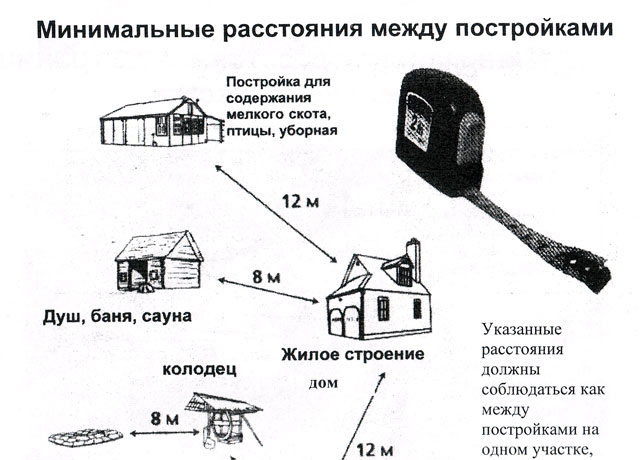 Минимальные расстояния между постройками
Постройка для
содержания
мелкого скота,
птицы, уборная
12 м
8 м
Душ, баня, сауна
Жилое строение
дом
колодец
8 м
12 м
Указанные
расстояния
должны
соблюдаться как
между
постройками на
одном участке,